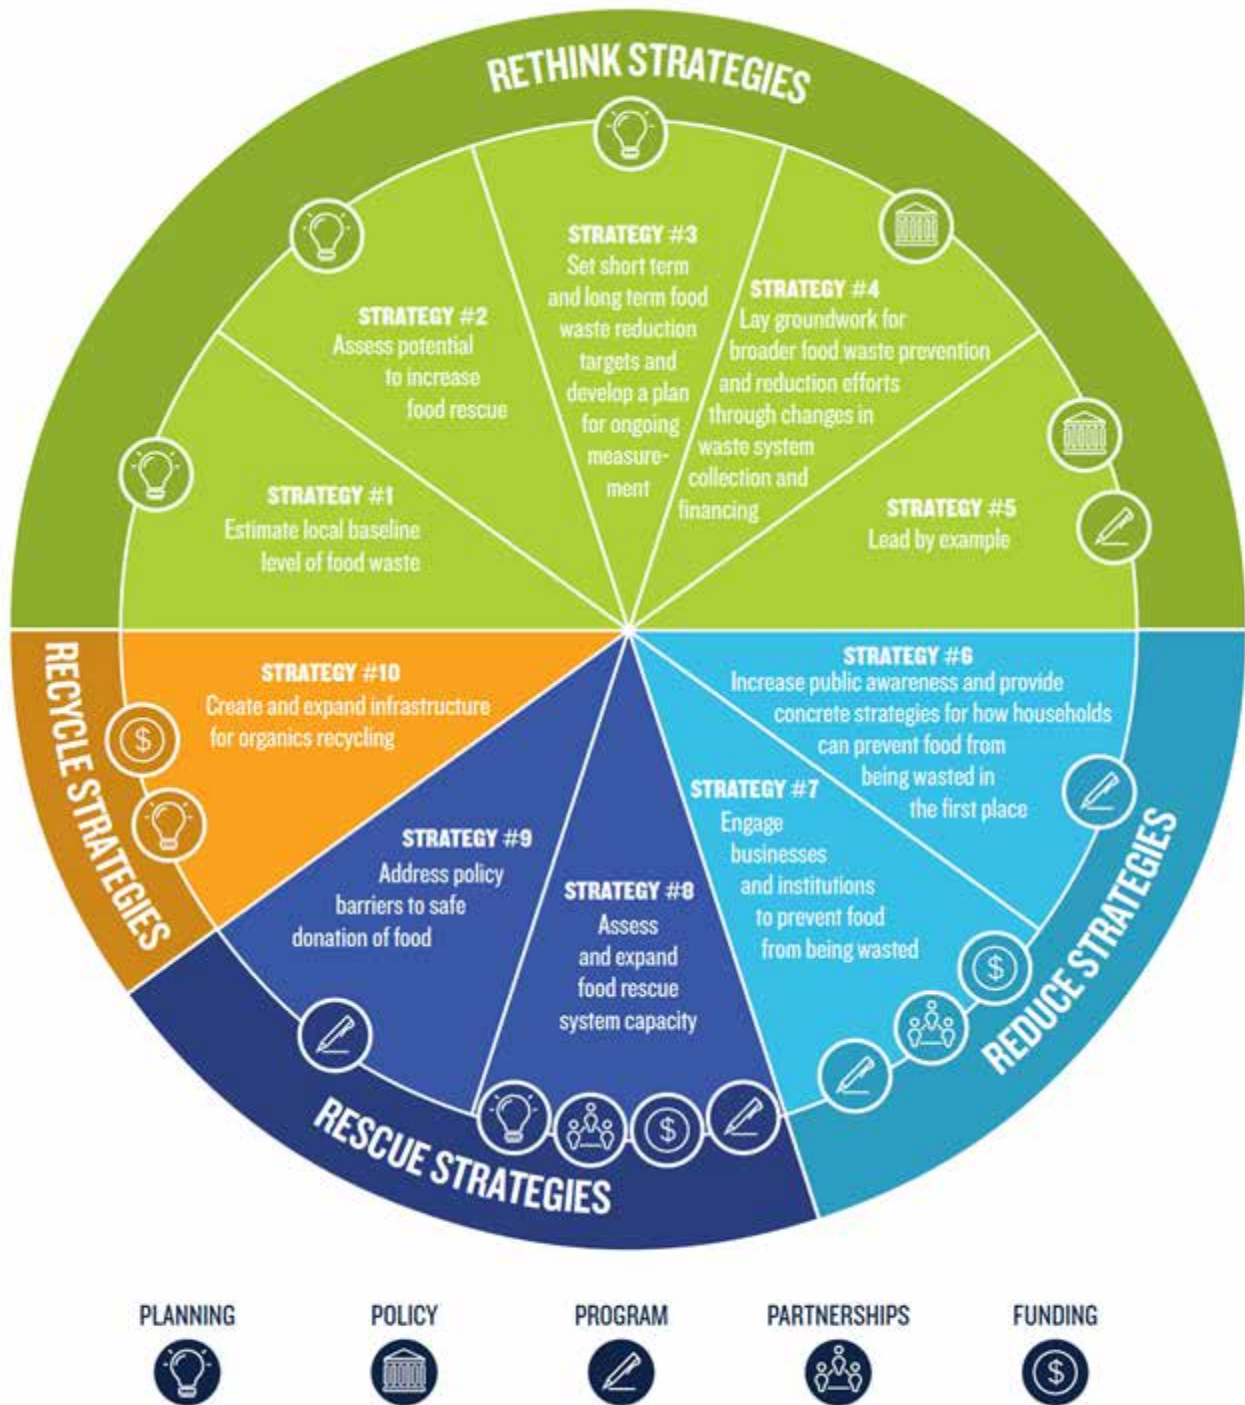 RETHINK STRATEGIES
STRATEGY #1
Estimate local baseline
level of food waste
STRATEGY #2
Assess potential
to increase
food rescue
STRATEGY #3
Set short term
and long term food
waste reduction
targets and
develop a plan
for ongoing
measure-
ment
STRATEGY #4
Lay groundwork for
broader food waste prevention
and reduction efforts
through changes in
waste system
collection and
financing
STRATEGY #5
Lead by example
REDUCE STRATEGIES
STRATEGY #6
Increase public awareness and provide
concrete strategies for how households
can prevent food from
being wasted in
the first place
STRATEGY #7
Engage
businesses
and institutions
to prevent food
from being wasted
RESCUE STRATEGIES
STRATEGY #8
Assess
and expand
food rescue
system capacity
STRATEGY #9
Address policy
barriers to safe
donation of food
RECYCLE STRATEGIES
STRATEGY #10
Create and expand infrastructure
for organics recycling
$
$
$
PLANNING
POLICY
PROGRAM
PARTNERSHIPS
FUNDING
$